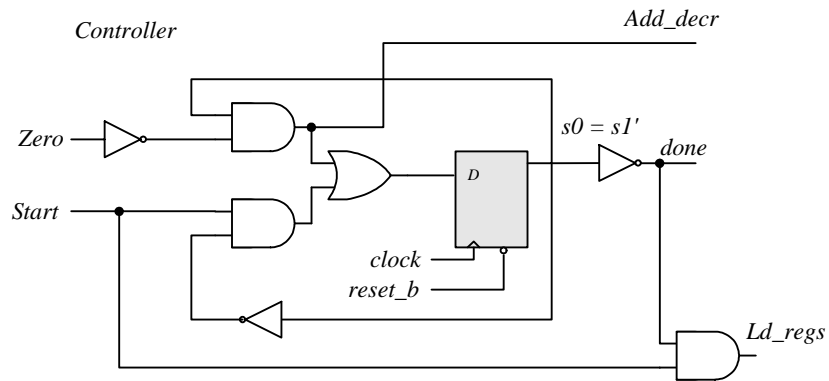 Controller
Add_decr
Zero
s0 = s1'
done
D
Start
clock
reset_b
Ld_regs